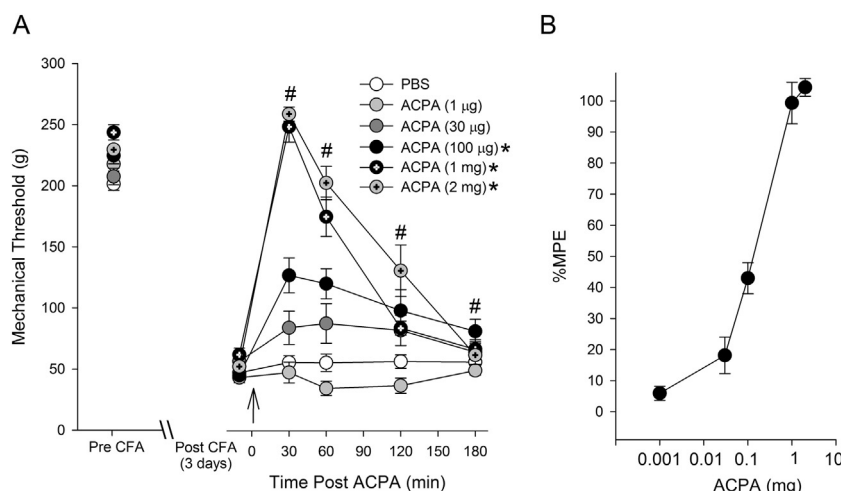 A
B
300
250
200
150
100
50
0
Mechanical Threshold (g)
# # # #
PBS
ACPA (1 μg)
ACPA (30 μg)
ACPA (100 μg)*
ACPA (1 mg)*
ACPA (2 mg)*
Pre CFA
Post CFA
(3 days)
0 30 60 120 180
Time Post ACPA (min)
100
90
80
70
60
50
40
30
20
10
0
%MPE
0.001 0.01 0.1 1 10
ACPA (mg)